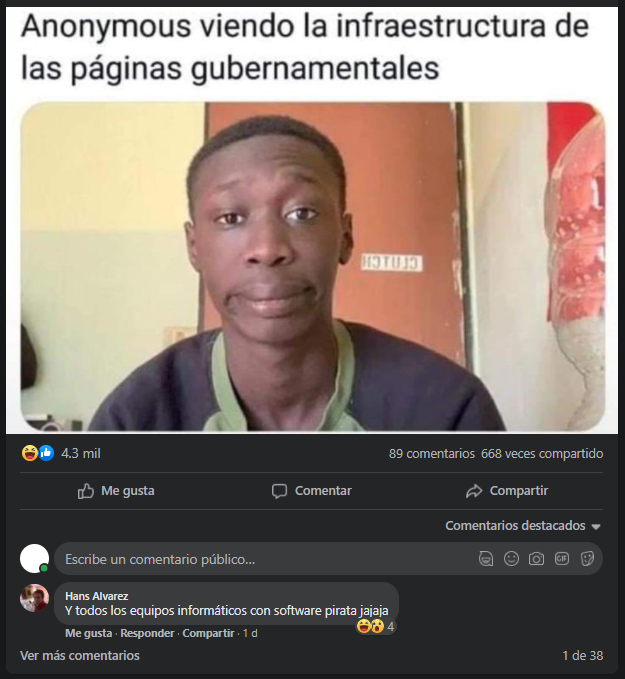 Anonymous viendo la infraestructura de
las páginas gubernamentales
CLUTCH
4.3 mil
89 comentarios 668 veces compartido
Me gusta
Comentar
Compartir
Comentarios destacados
Escribe un comentario público...
GIF
Hans Alvarez
Y todos los equipos informáticos con software pirata jajaja
4
Me gusta · Responder · Compartir · 1 d
Ver más comentarios
1 de 38